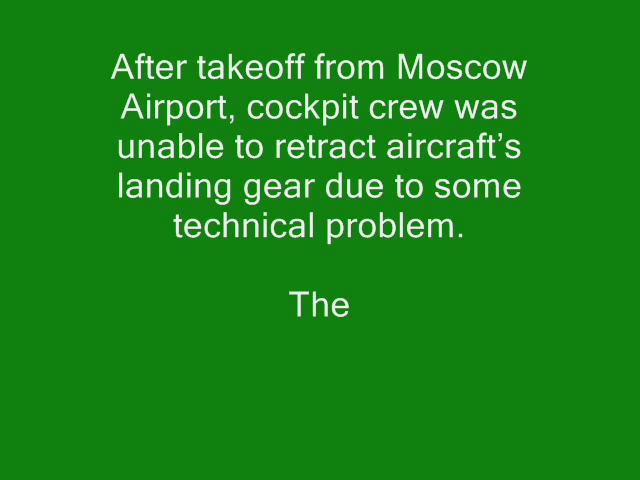 After takeoff from Moscow
Airport, cockpit crew was
unable to retract aircraft’s
landing gear due to some
technical problem.
The